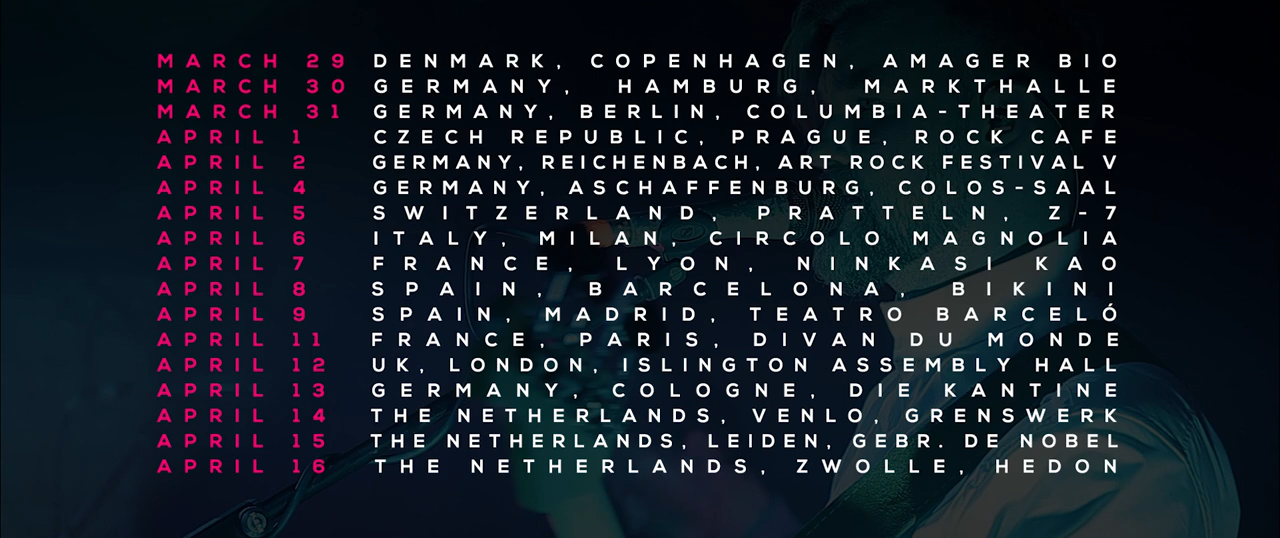 MARCH 29 DENMARK, COPENHAGEN, AMAGER BIO
MARCH 30 GERMANY, HAMBURG, MARKTHALLE
MARCH 31 GERMANY, BERLIN, COLUMBIA-THEATER
APRIL 1 CZECH REPUBLIC, PRAGUE, ROCK CAFE
APRIL 2 GERMANY, REICHENBACH, ART ROCK FESTIVAL V
APRIL 4 GERMANY, ASCHAFFENBURG, COLOS-SAAL
APRIL 5 SWITZERLAND, PRATTELN, Z-7
APRIL 6 ITALY, MILAN, CIRCOLO MAGNOLIA
APRIL 7 FRANCE, LYON, NINKASI KAO
APRIL 8 SPAIN, BARCELONA, BIKINI
APRIL 9 SPAIN, MADRID, TEATRO BARCELÓ
APRIL 11 FRANCE, PARIS, DIVAN DU MONDE
APRIL 12 UK, LONDON, ISLINGTON ASSEMBLY HALL
APRIL 13 GERMANY, COLOGNE, DIE KANTINE
APRIL 14 THE NETHERLANDS, VENLO, GRENSWERK
APRIL 15 THE NETHERLANDS, LEIDEN, GEBR. DE NOBEL
APRIL 16 THE NETHERLANDS, ZWOLLE, HEDON